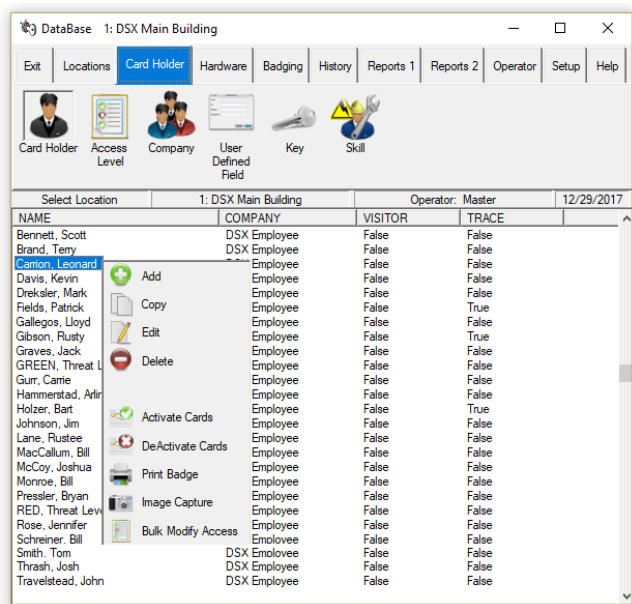 DataBase 1: DSX Main Building
Exit Locations Card Holder Hardware Badging History Reports 1 Reports 2 Operator Setup Help
Card Holder Access Level Company User Defined Field Key Skill
Select Location 1: DSX Main Building Operator: Master 12/29/2017
NAME COMPANY VISITOR TRACE
Bennett, Scott DSX Employee False False
Brand, Terry DSX Employee False False
Carrion, Leonard Employee False False
Davis, Kevin Employee False False
Dreksler, Mark Employee False False
Fields, Patrick Employee False True
Gallegos, Lloyd Employee False False
Gibson, Rusty Employee False True
Graves, Jack Employee False False
GREEN, Threat L Employee False False
Gurr, Carrie Employee False False
Hammerstad, Arlin Employee False False
Holzer, Bart Employee False True
Johnson, Jim Employee False False
Lane, Rustee Employee False False
MacCallum, Bill Employee False False
McCoy, Joshua Employee False False
Monroe, Bill Employee False False
Pressler, Bryan Employee False False
RED, Threat Leve Employee False False
Rose, Jennifer Employee False False
Schreiner, Bill Employee False False
Smith, Tom DSX Employee False False
Thrash, Josh DSX Employee False False
Travelstead, John DSX Employee False False
Add
Copy
Edit
Delete
Activate Cards
DeActivate Cards
Print Badge
Image Capture
Bulk Modify Access